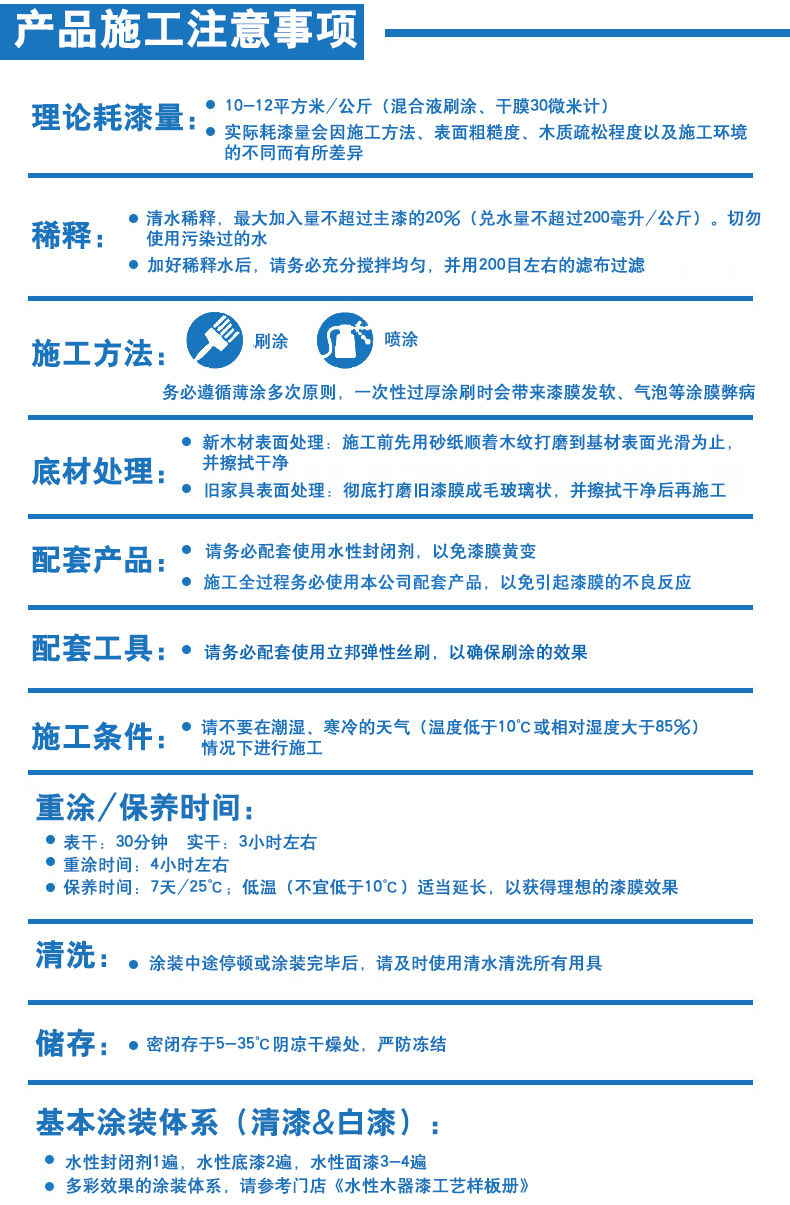 产品施工注意事项
理论耗漆量：
● 10—12平方米/公斤（混合液刷涂、干膜30微米计）
● 实际耗漆量会因施工方法、表面粗糙度、木质疏松程度以及施工环境
的不同而有所差异
稀释：
● 清水稀释，最大加入量不超过主漆的20%（兑水量不超过200毫升/公斤）。切勿
使用污染过的水
● 加好稀释水后，请务必充分搅拌均匀，并用200目左右的滤布过滤
施工方法：
刷涂
喷涂
务必遵循薄涂多次原则，一次性过厚涂刷时会带来漆膜发软、气泡等涂膜弊病
底材处理：
● 新木材表面处理：施工前先用砂纸顺着木纹打磨到基材表面光滑为止，
并擦拭干净
● 旧家具表面处理：彻底打磨旧漆膜成毛玻璃状，并擦拭干净后再施工
配套产品：
● 请务必配套使用水性封闭剂，以免漆膜黄变
● 施工全过程务必使用本公司配套产品，以免引起漆膜的不良反应
配套工具：
● 请务必配套使用立邦弹性丝刷，以确保刷涂的效果
施工条件：
● 请不要在潮湿、寒冷的天气（温度低于10℃或相对湿度大于85%）
情况下进行施工
重涂/保养时间：
● 表干：30分钟 实干：3小时左右
● 重涂时间：4小时左右
● 保养时间：7天/25℃；低温（不宜低于10℃）适当延长，以获得理想的漆膜效果
清洗：
● 涂装中途停顿或涂装完毕后，请及时使用清水清洗所有用具
储存：
● 密闭存于5—35℃阴凉干燥处，严防冻结
基本涂装体系（清漆&白漆）：
● 水性封闭剂1遍，水性底漆2遍，水性面漆3—4遍
● 多彩效果的涂装体系，请参考门店《水性木器漆工艺样板册》